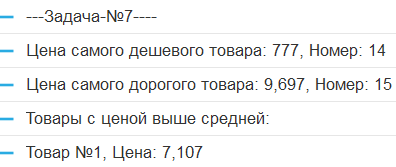 ---Задача-№7----
Цена самого дешевого товара: 777, Номер: 14
Цена самого дорогого товара: 9,697, Номер: 15
Товары с ценой выше средней:
Товар №1, Цена: 7,107